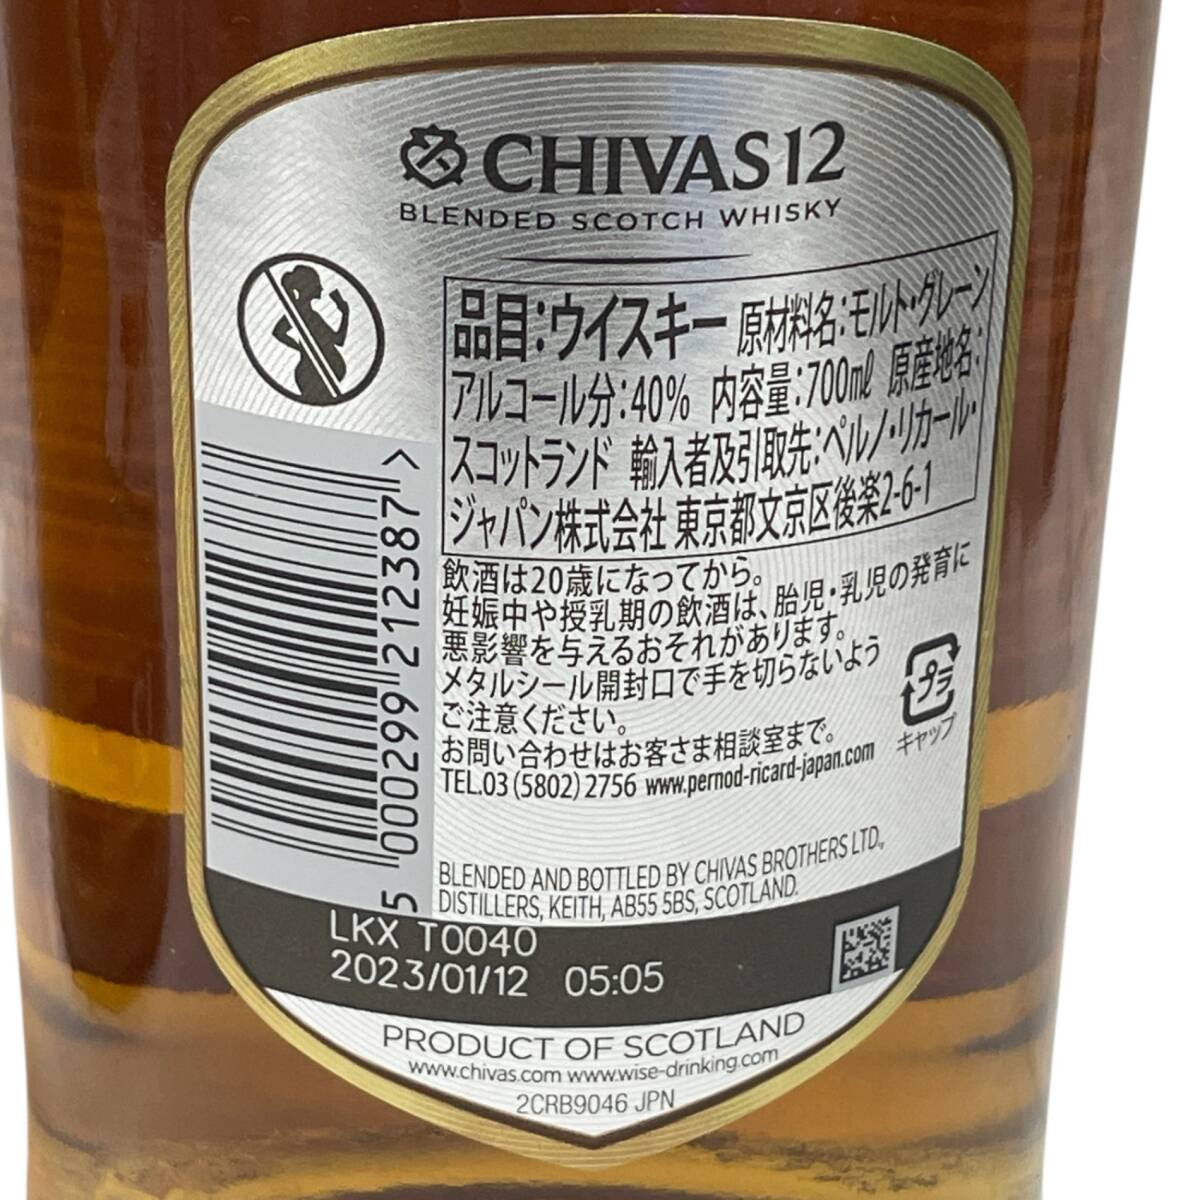 CHIVAS 12
BLENDED SCOTCH WHISKY
品目:ウイスキー 原材料名:モルト・グレーン
アルコール分:40% 内容量:700mℓ 原産地名:
スコットランド 輸入者及引取先:ペルノ・リカール・
ジャパン株式会社 東京都文京区後楽2-6-1
飲酒は20歳になってから。
妊娠中や授乳期の飲酒は、胎児・乳児の発育に
悪影響を与えるおそれがあります。
メタルシール開封口で手を切らないよう
ご注意ください。
お問い合わせはお客さま相談室まで。
TEL.03 (5802) 2756 www.pernod-ricard-japan.com
プラ
キャップ
5 000299 212387 >
BLENDED AND BOTTLED BY CHIVAS BROTHERS LTD.,
DISTILLERS, KEITH, AB55 5BS, SCOTLAND.
LKX T0040
2023/01/12 05:05
PRODUCT OF SCOTLAND
www.chivas.com www.wise-drinking.com
2CRB9046 JPN